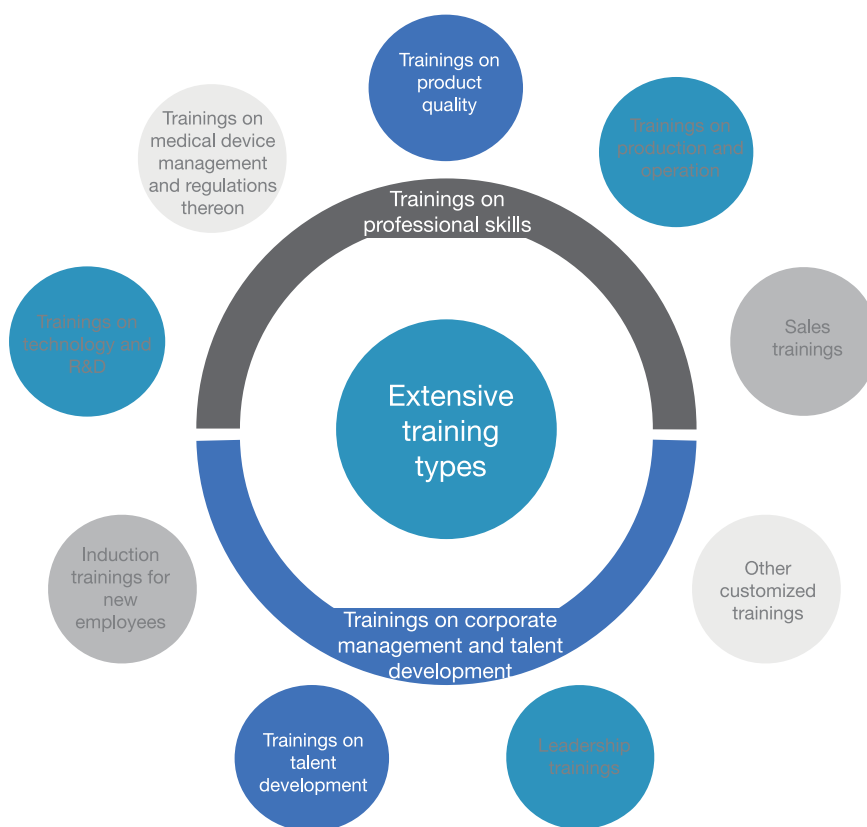 Trainings on
product
quality
Trainings on
medical device
management
and regulations
thereon
Trainings on
production and
operation
Trainings on
professional skills
Trainings on
technology and
R&D
Sales
trainings
Extensive
training
types
Induction
trainings for
new
employees
Other
customized
trainings
Trainings on corporate
management and talent
development
Trainings on
talent
development
Leadership
trainings